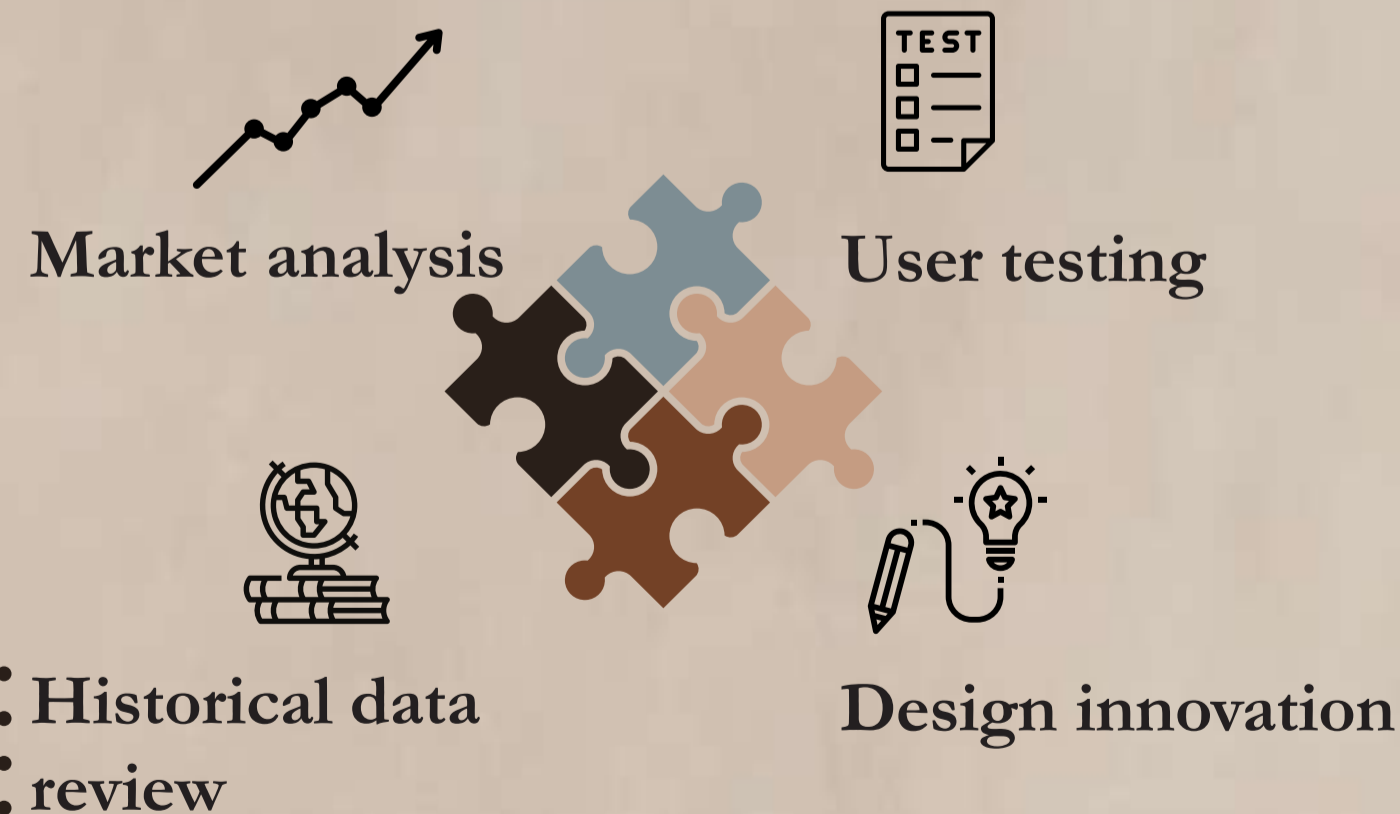 TEST
Market analysis
User testing
Historical data
review
Design innovation